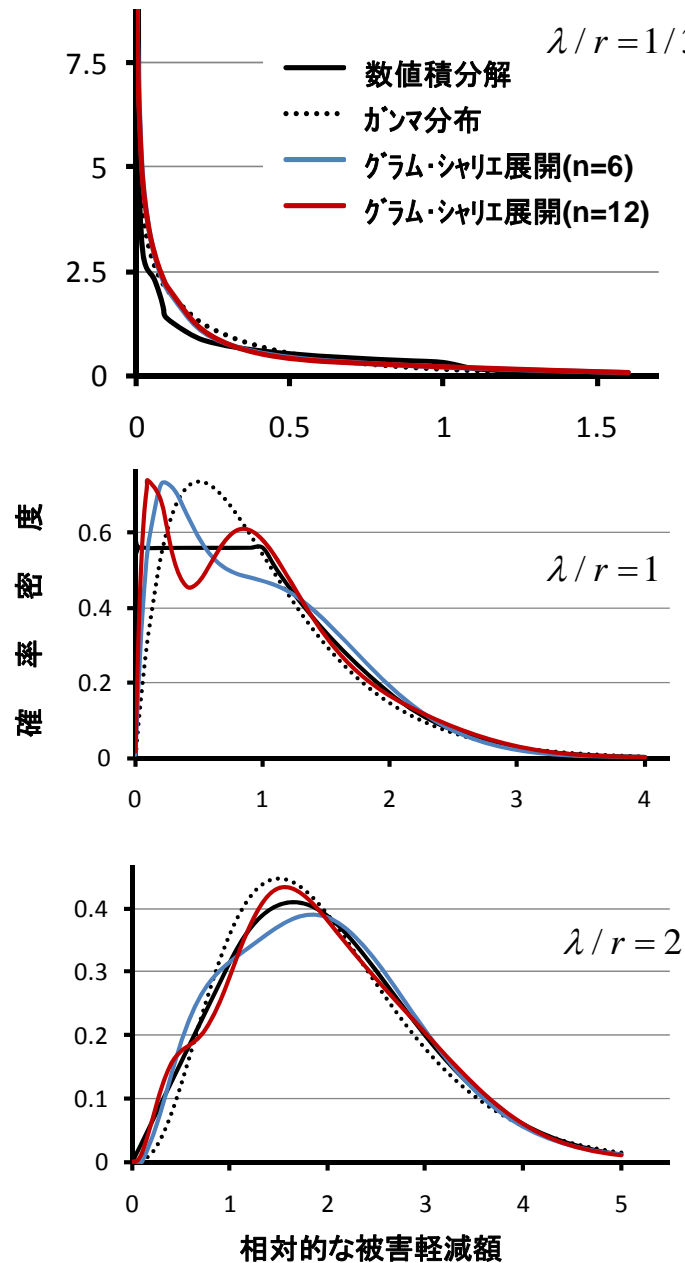 λ / r = 1/3
7.5
数値積分解
ガンマ分布
5
グラム・シャリエ展開(n=6)
グラム・シャリエ展開(n=12)
2.5
0
0 0.5 1 1.5
確率密度
0.6
λ / r = 1
0.4
0.2
0
0 1 2 3 4
0.4
λ / r = 2
0.3
0.2
0.1
0
0 1 2 3 4 5
相対的な被害軽減額